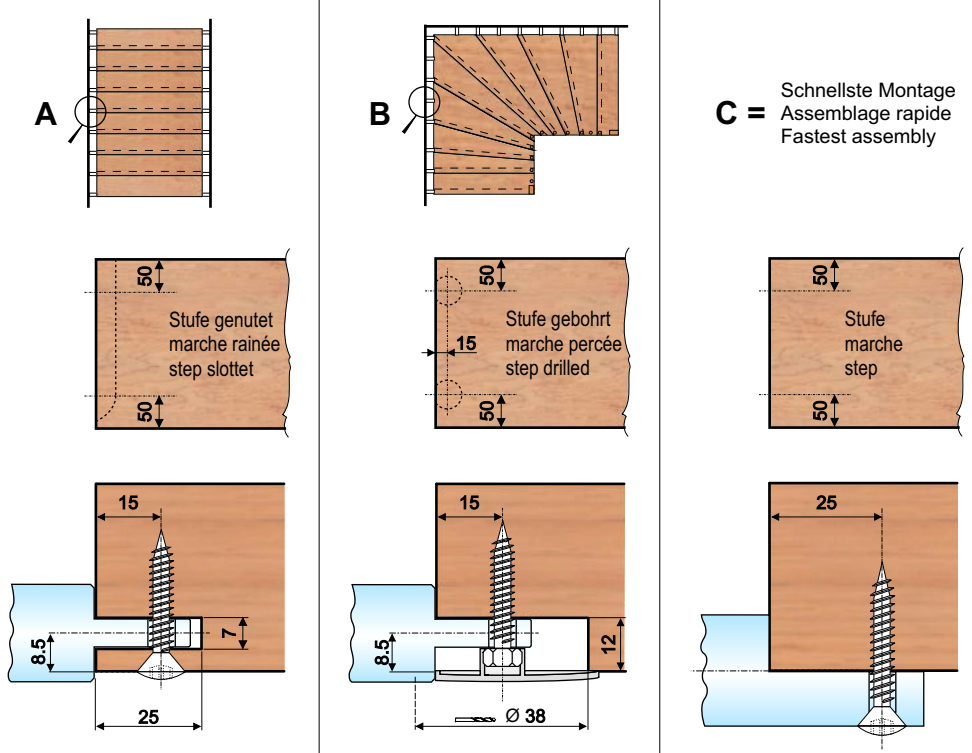 A
B
C =
Schnellste Montage
Assemblage rapide
Fastest assembly
50
Stufe genutet
marche rainée
step slottet
50
50
15
Stufe gebohrt
marche percée
step drilled
50
50
Stufe
marche
step
50
15
8.5
7
25
15
8.5
12
Ø 38
25